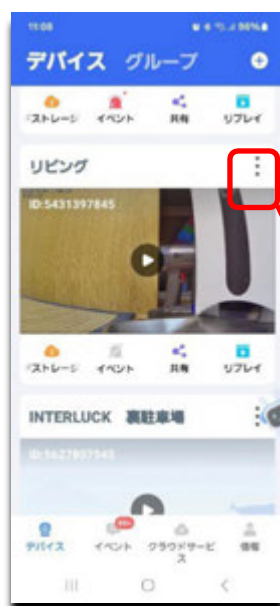 11:08
96%
デバイス グループ
ストレージ イベント 共有 リプレイ
リビング
ID:5431397845
ストレージ イベント 共有 リプレイ
INTERLUCK 裏駐車場
デバイス イベント クラウドサービス 情報